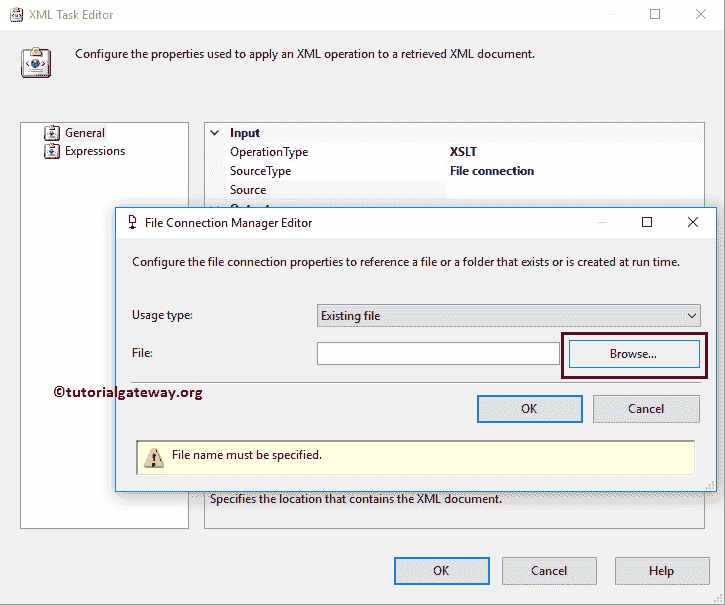 XML Task Editor
Configure the properties used to apply an XML operation to a retrieved XML document.
General
Expressions
Input
OperationType XSLT
SourceType File connection
Source
File Connection Manager Editor
Configure the file connection properties to reference a file or a folder that exists or is created at run time.
Usage type: Existing file
File: Browse...
©tutorialgateway.org
OK Cancel
File name must be specified.
Specifies the location that contains the XML document.
OK Cancel Help